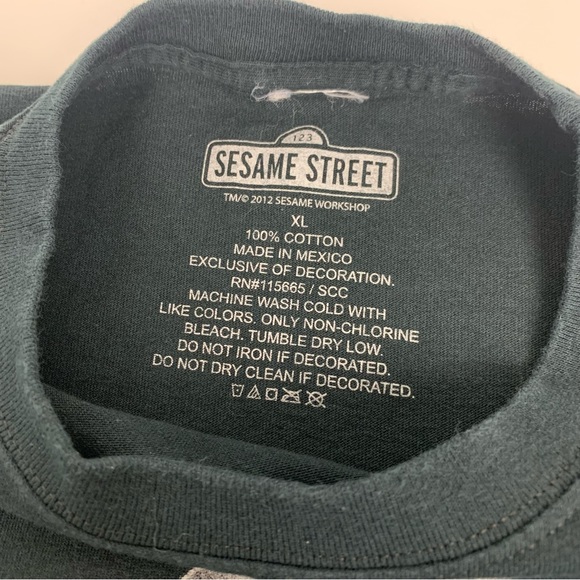 123
SESAME STREET
TM/© 2012 SESAME WORKSHOP
XL
100% COTTON
MADE IN MEXICO
EXCLUSIVE OF DECORATION.
RN#115665 / SCC
MACHINE WASH COLD WITH
LIKE COLORS. ONLY NON-CHLORINE
BLEACH. TUMBLE DRY LOW.
DO NOT IRON IF DECORATED.
DO NOT DRY CLEAN IF DECORATED.